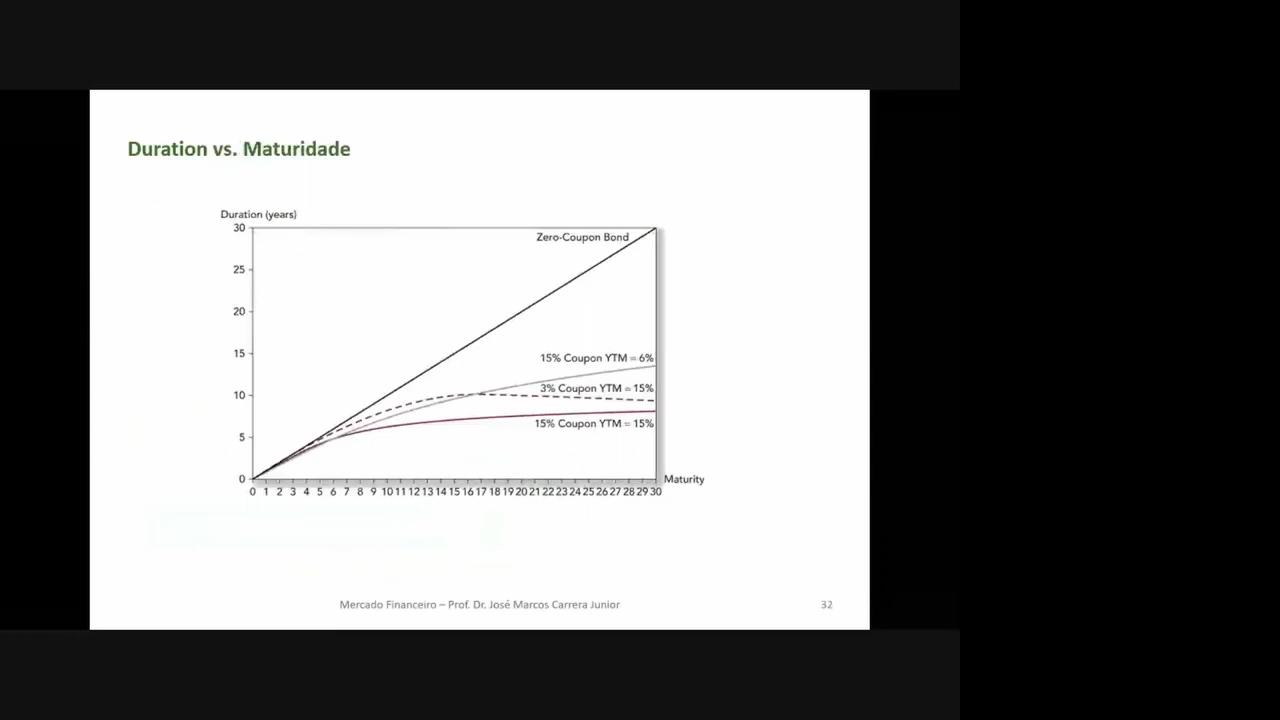 Duration vs. Maturidade
Duration (years)
30
Zero-Coupon Bond
25
20
15
15% Coupon YTM = 6%
10
3% Coupon YTM = 15%
15% Coupon YTM = 15%
5
0
Maturity
0 1 2 3 4 5 6 7 8 9 10 11 12 13 14 15 16 17 18 19 20 21 22 23 24 25 26 27 28 29 30
Mercado Financeiro – Prof. Dr. José Marcos Carrera Junior
32